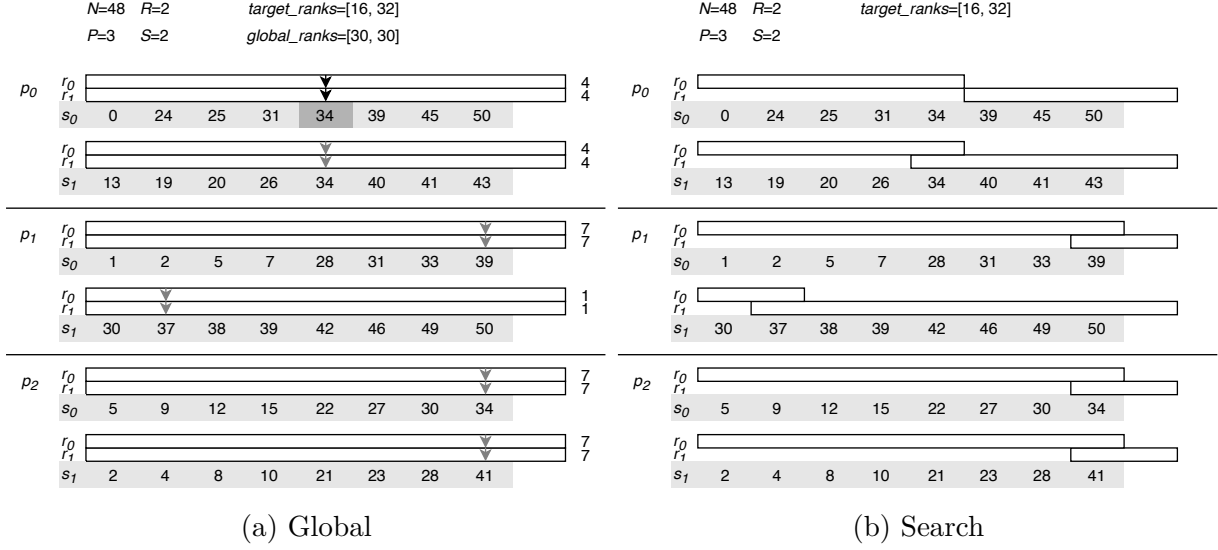 N=48 R=2 target_ranks=[16, 32]
P=3 S=2 global_ranks=[30, 30]
p0 r0 4
r1 4
s0 0 24 25 31 34 39 45 50
r0 4
r1 4
s1 13 19 20 26 34 40 41 43
p1 r0 7
r1 7
s0 1 2 5 7 28 31 33 39
r0 1
r1 1
s1 30 37 38 39 42 46 49 50
p2 r0 7
r1 7
s0 5 9 12 15 22 27 30 34
r0 7
r1 7
s1 2 4 8 10 21 23 28 41
(a) Global
N=48 R=2 target_ranks=[16, 32]
P=3 S=2
p0 r0
r1
s0 0 24 25 31 34 39 45 50
r0
r1
s1 13 19 20 26 34 40 41 43
p1 r0
r1
s0 1 2 5 7 28 31 33 39
r0
r1
s1 30 37 38 39 42 46 49 50
p2 r0
r1
s0 5 9 12 15 22 27 30 34
r0
r1
s1 2 4 8 10 21 23 28 41
(b) Search